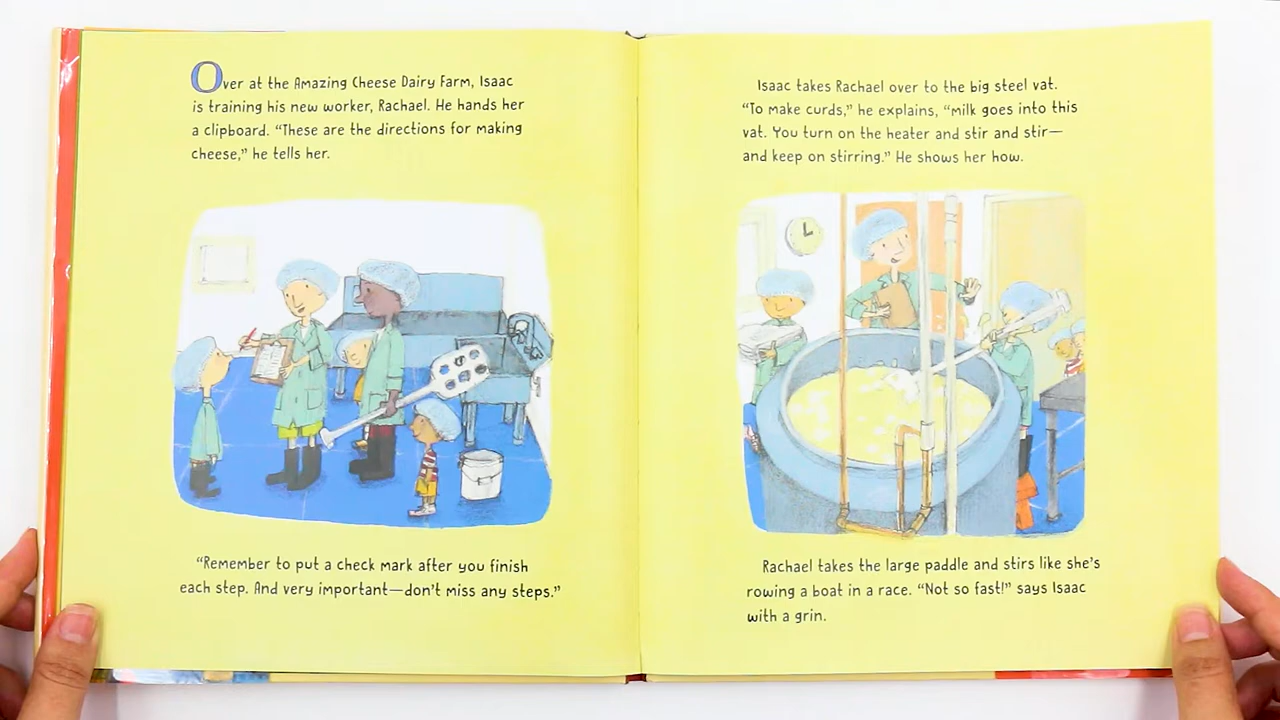 Over at the Amazing Cheese Dairy Farm, Isaac
is training his new worker, Rachael. He hands her
a clipboard. “These are the directions for making
cheese,” he tells her.
“Remember to put a check mark after you finish
each step. And very important—don’t miss any steps.”
Isaac takes Rachael over to the big steel vat.
“To make curds,” he explains, “milk goes into this
vat. You turn on the heater and stir and stir—
and keep on stirring.” He shows her how.
Rachael takes the large paddle and stirs like she’s
rowing a boat in a race. “Not so fast!” says Isaac
with a grin.